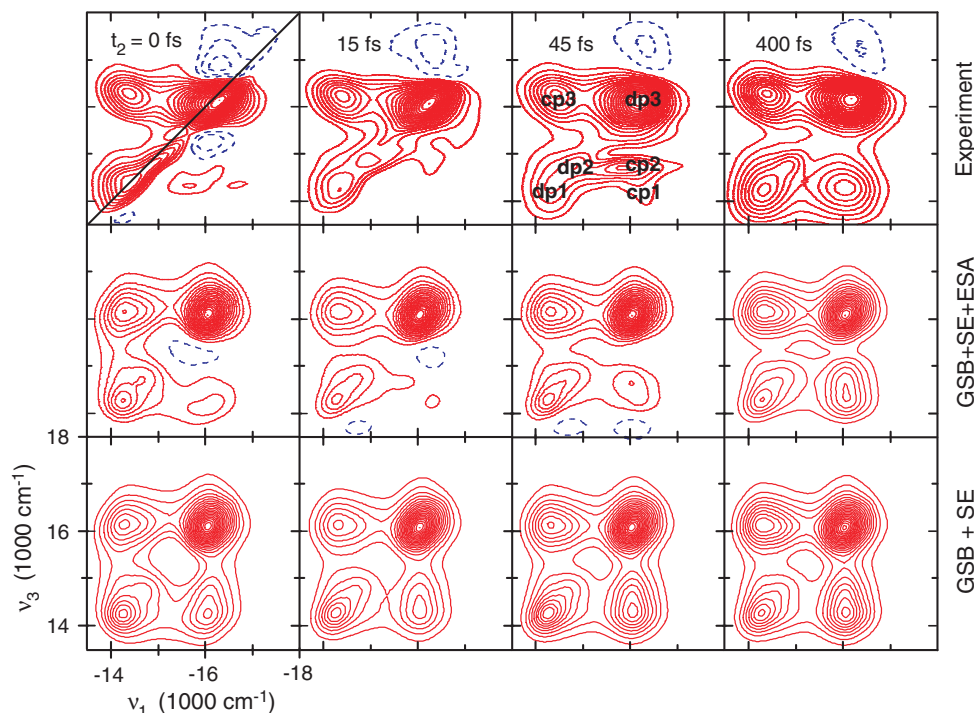 t₂ = 0 fs
15 fs
45 fs
400 fs
cp3 dp3
dp2 cp2
dp1 cp1
Experiment
GSB+SE+ESA
GSB + SE
18
16
14
ν₃ (1000 cm⁻¹)
-14 -16 -18
ν₁ (1000 cm⁻¹)